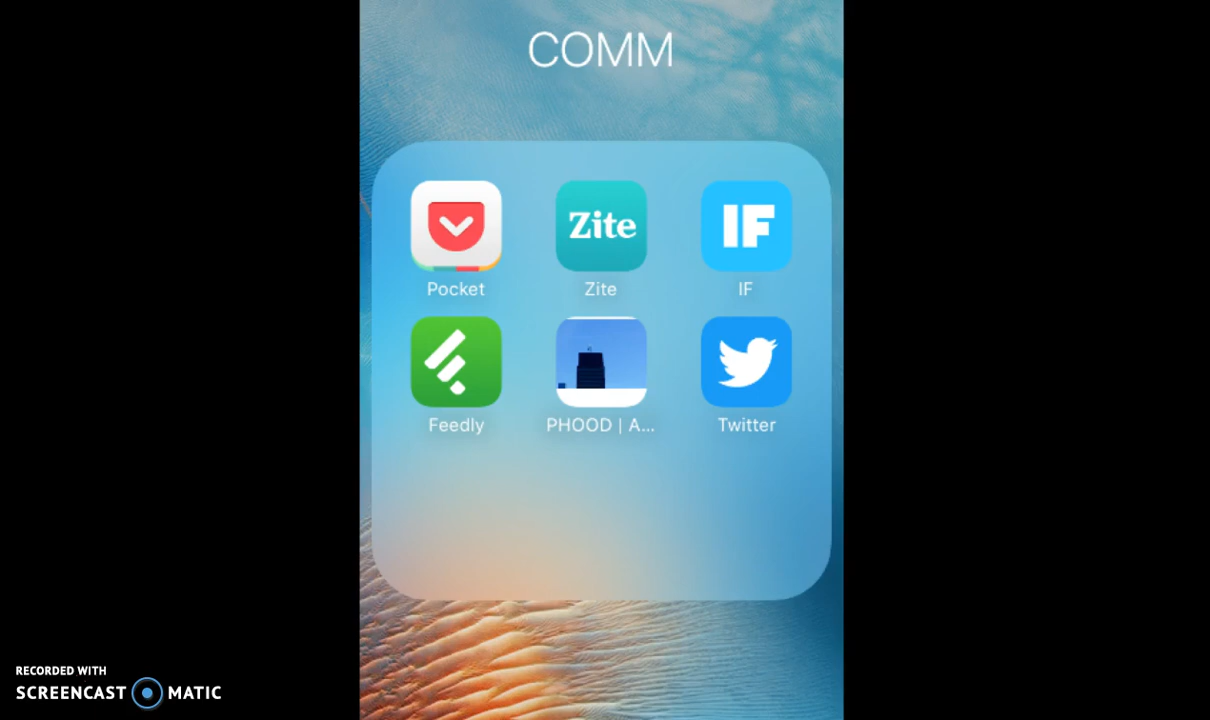 COMM
Zite
IF
Pocket
Zite
IF
Feedly
PHOOD | A...
Twitter
RECORDED WITH
SCREENCAST MATIC